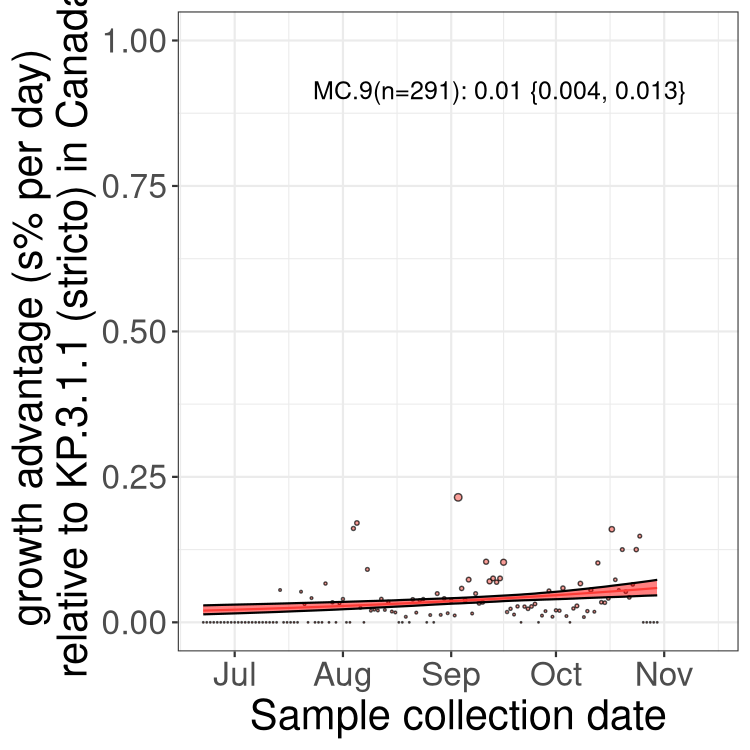 growth advantage (s% per day)
relative to KP.3.1.1 (stricto) in Canada
1.00
0.75
0.50
0.25
0.00
MC.9(n=291): 0.01 {0.004, 0.013}
Jul Aug Sep Oct Nov
Sample collection date